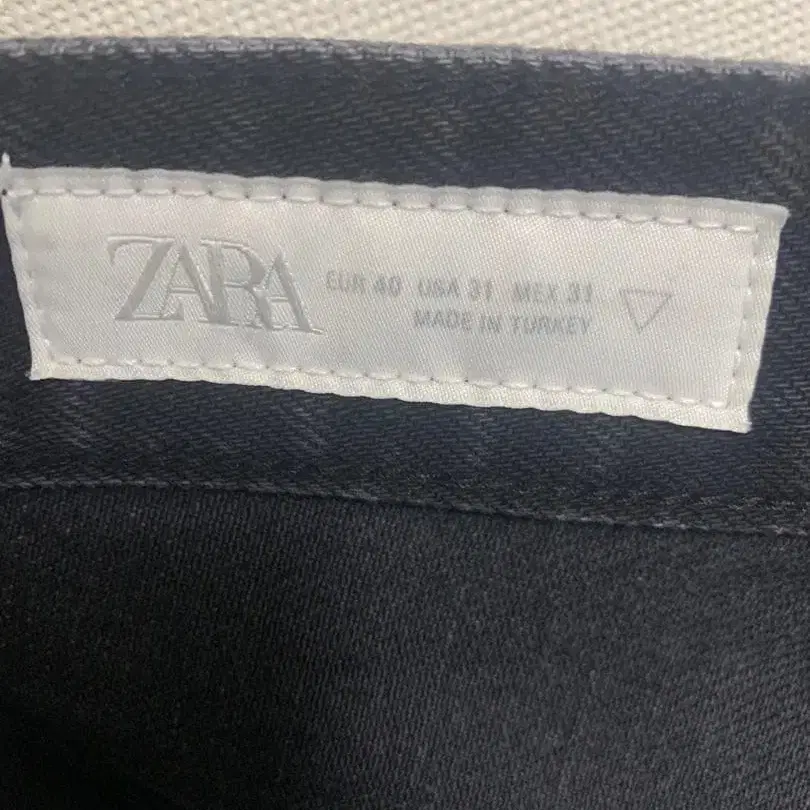 ZARA
EUR 40 USA 31 MEX 31
MADE IN TURKEY